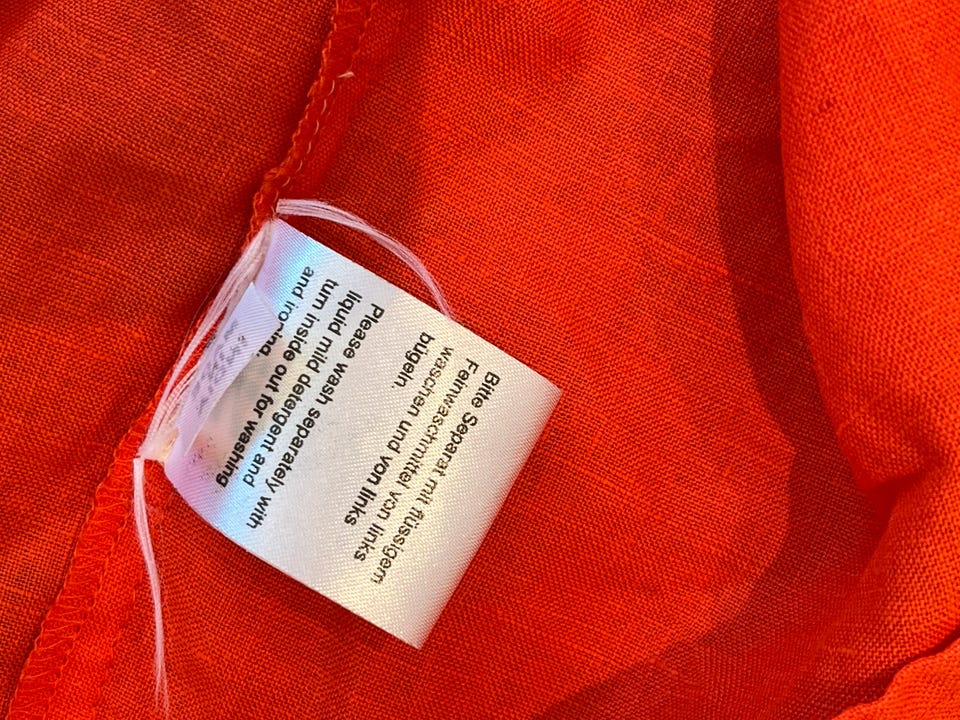 Bitte Separat mit flüssigem
Feinwaschmittel von links
waschen und von links
bügeln.
Please wash separately with
liquid mild detergent and
turn inside out for washing
and ironing.